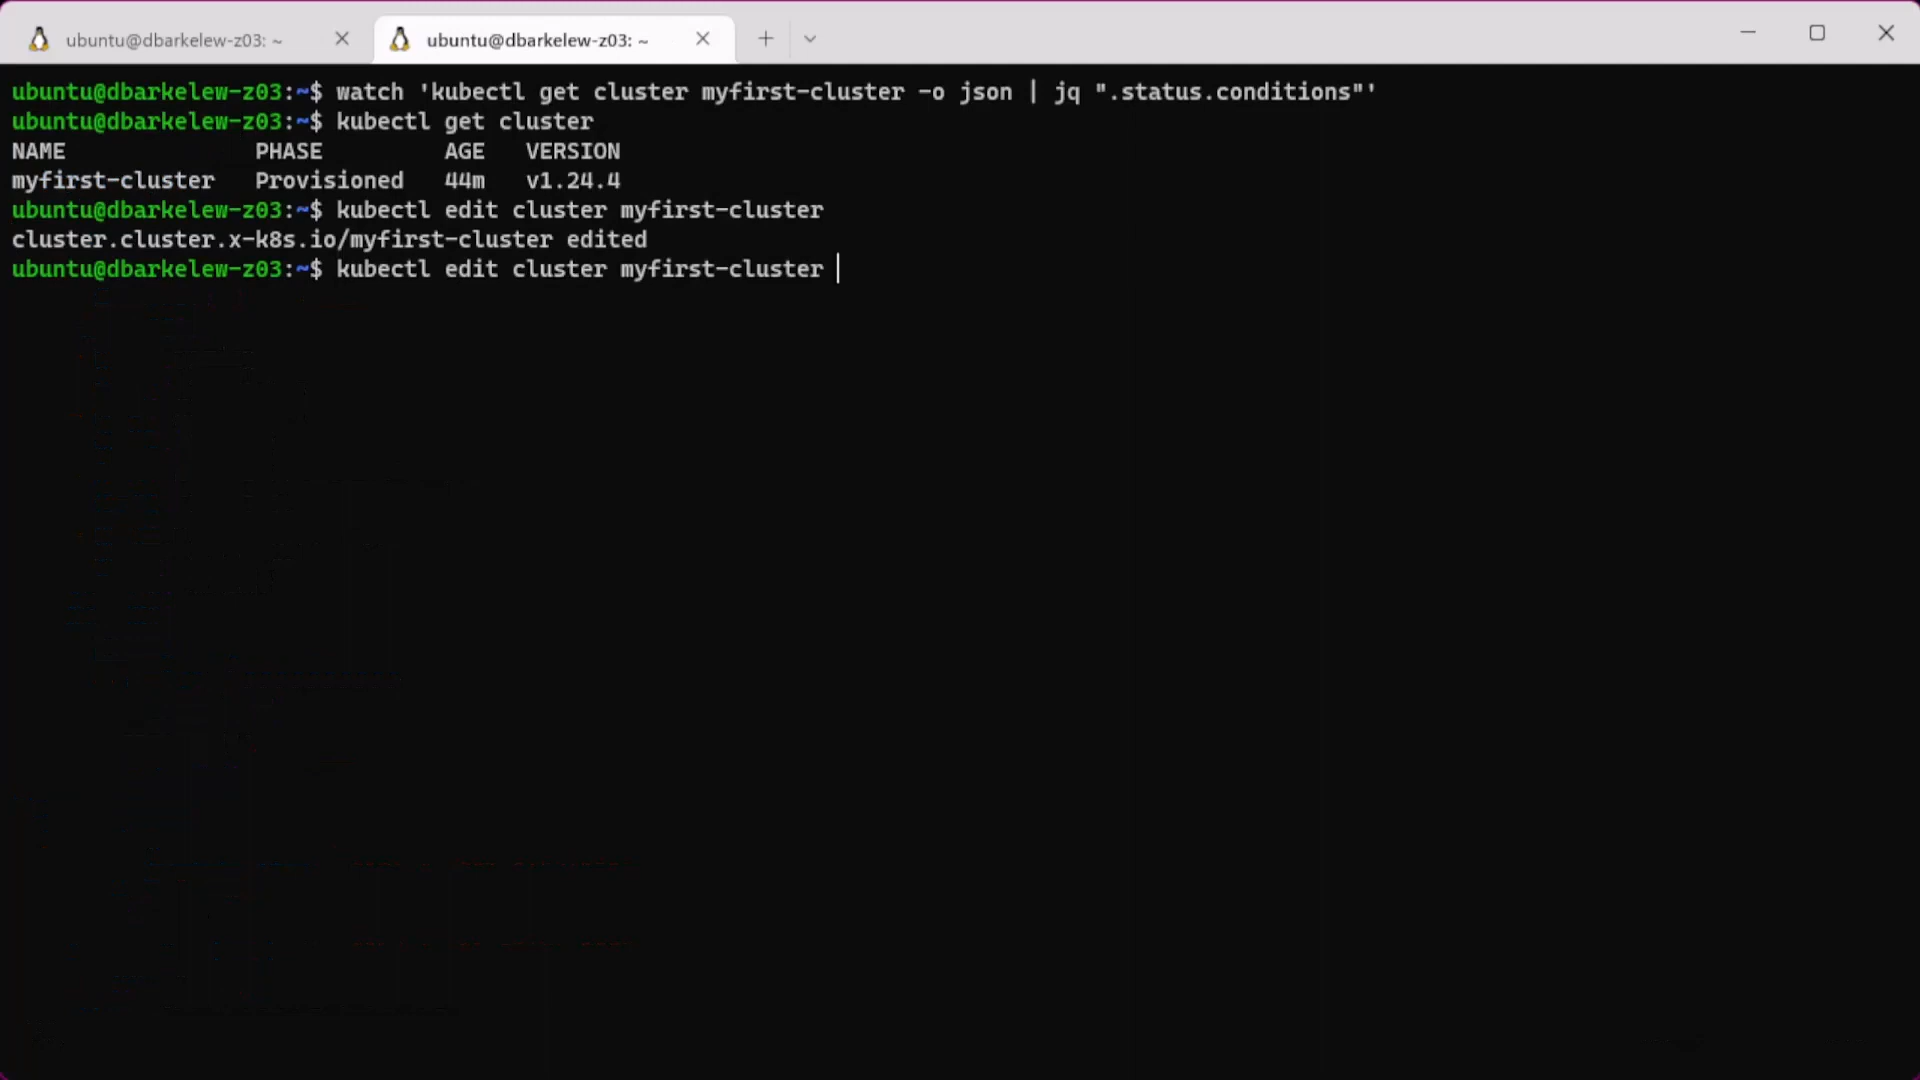 ubuntu@dbarkelew-z03: ~
ubuntu@dbarkelew-z03: ~
ubuntu@dbarkelew-z03:~$ watch 'kubectl get cluster myfirst-cluster -o json | jq ".status.conditions"'
ubuntu@dbarkelew-z03:~$ kubectl get cluster
NAME PHASE AGE VERSION
myfirst-cluster Provisioned 44m v1.24.4
ubuntu@dbarkelew-z03:~$ kubectl edit cluster myfirst-cluster
cluster.cluster.x-k8s.io/myfirst-cluster edited
ubuntu@dbarkelew-z03:~$ kubectl edit cluster myfirst-cluster